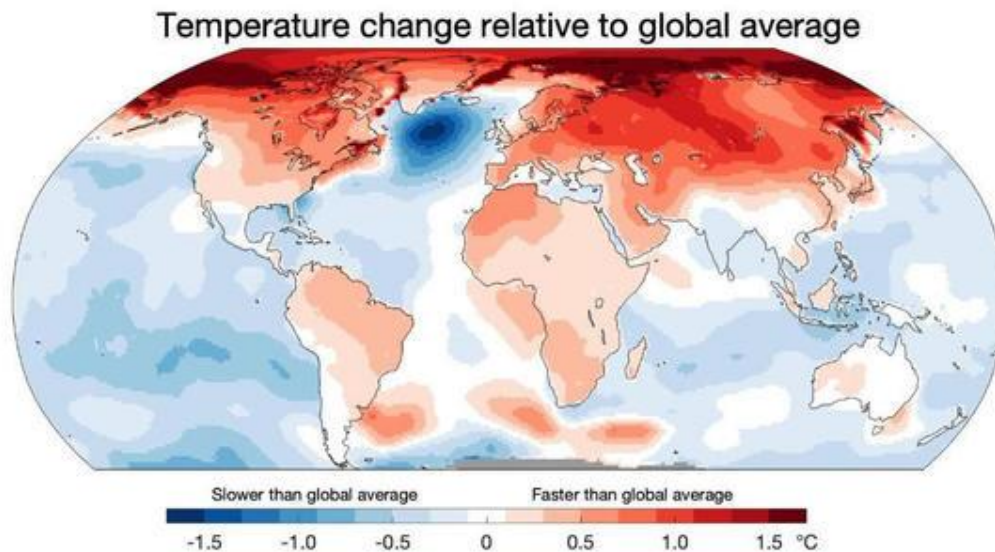 Temperature change relative to global average
Slower than global average Faster than global average
-1.5 -1.0 -0.5 0 0.5 1.0 1.5 °C